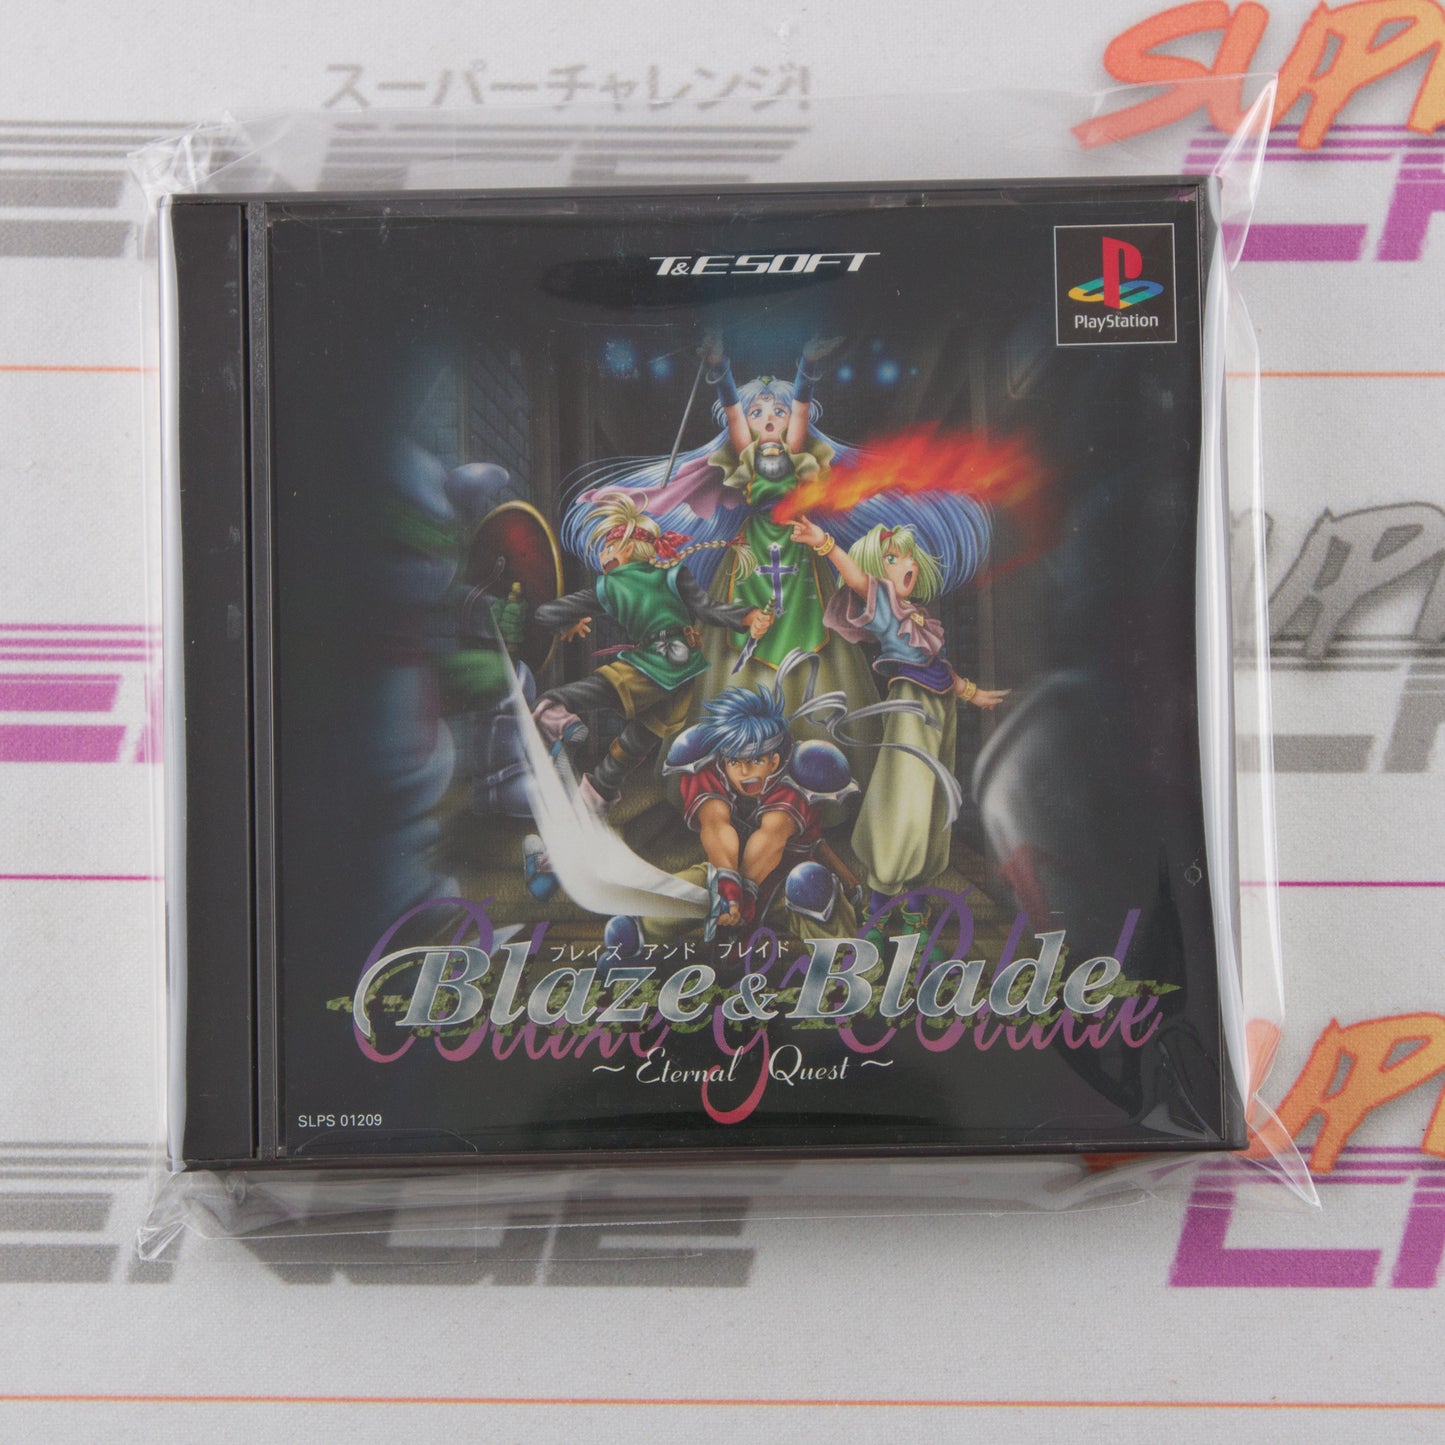 スーパーチャレンジ!
T&E SOFT
PlayStation
ブレイズ アンド ブレイド
Blaze & Blade
~ Eternal Quest ~
SLPS 01209